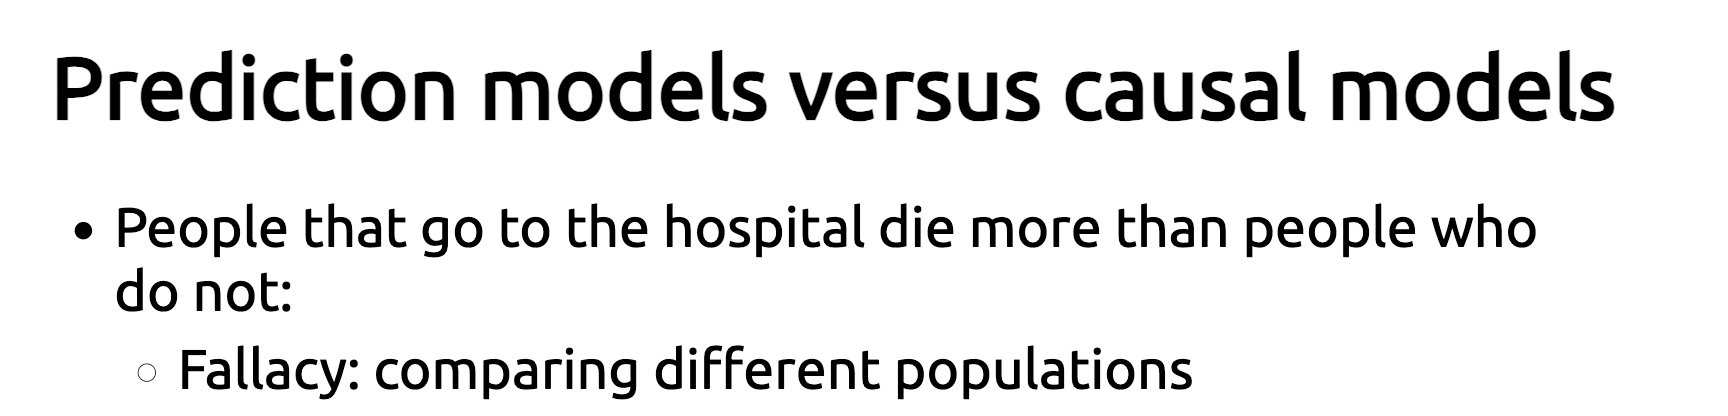 Prediction models versus causal models
• People that go to the hospital die more than people who
do not:
○ Fallacy: comparing different populations